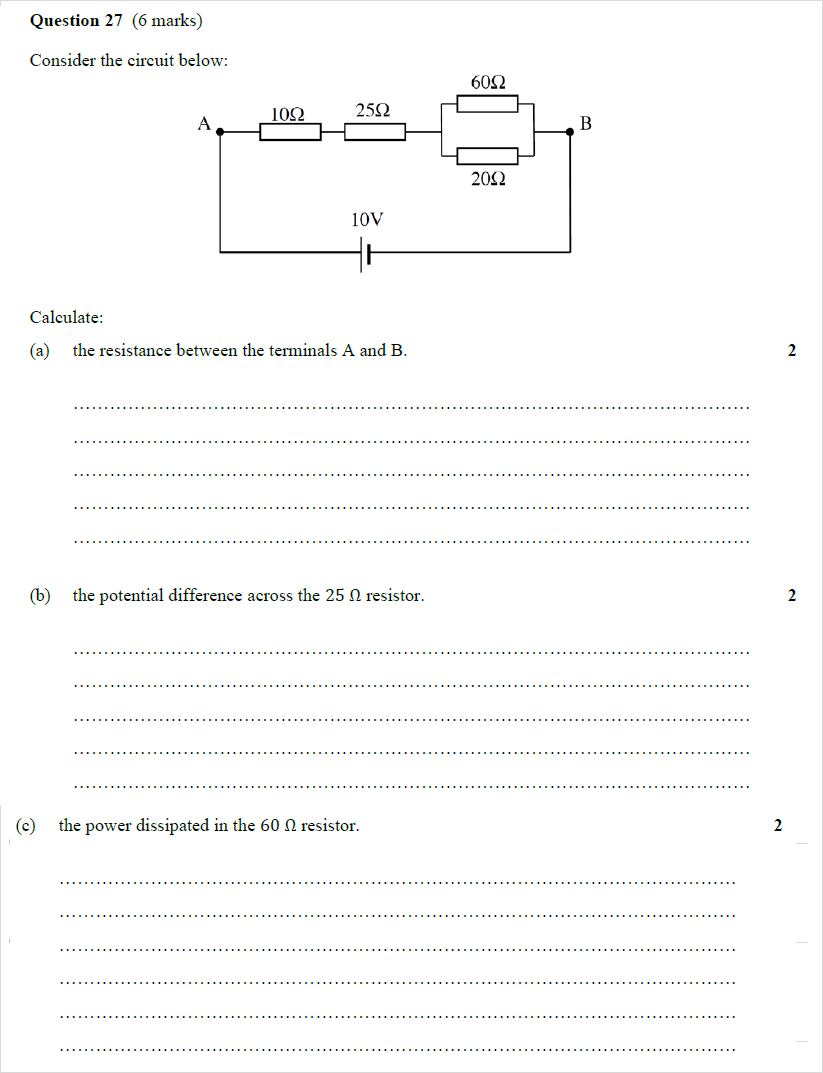 Question 27 (6 marks)
Consider the circuit below:
60Ω
10Ω
25Ω
A
B
20Ω
10V
Calculate:
(a) the resistance between the terminals A and B. 2
(b) the potential difference across the 25 Ω resistor. 2
(c) the power dissipated in the 60 Ω resistor. 2